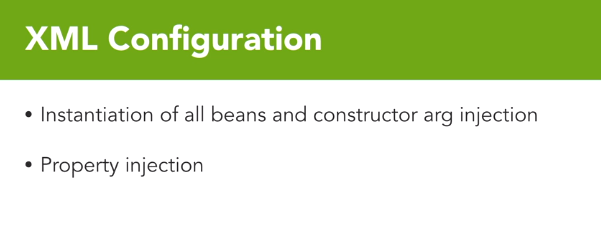 XML Configuration
• Instantiation of all beans and constructor arg injection
• Property injection